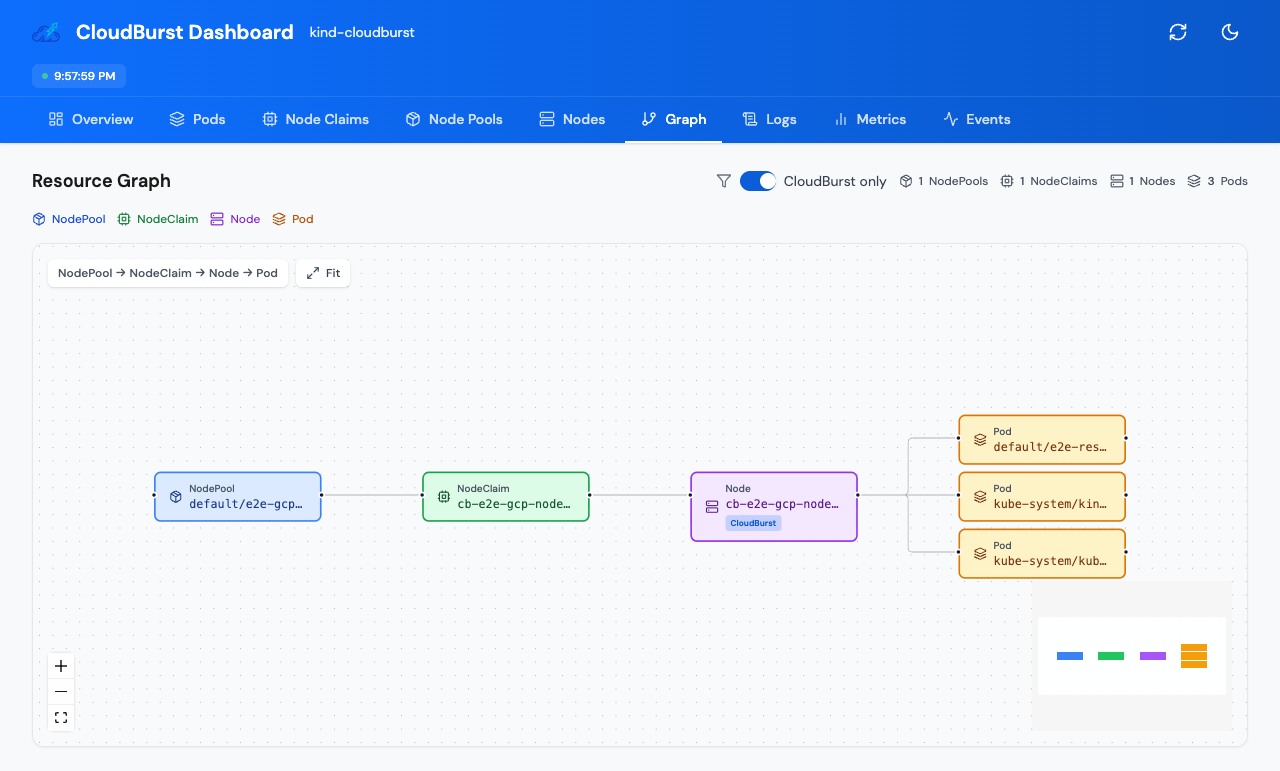 CloudBurst Dashboard kind-cloudburst
9:57:59 PM
Overview Pods Node Claims Node Pools Nodes Graph Logs Metrics Events
Resource Graph
CloudBurst only 1 NodePools 1 NodeClaims 1 Nodes 3 Pods
NodePool NodeClaim Node Pod
NodePool → NodeClaim → Node → Pod Fit
NodePool
default/e2e-gcp…
NodeClaim
cb-e2e-gcp-node…
Node
cb-e2e-gcp-node…
CloudBurst
Pod
default/e2e-res…
Pod
kube-system/kin…
Pod
kube-system/kub…